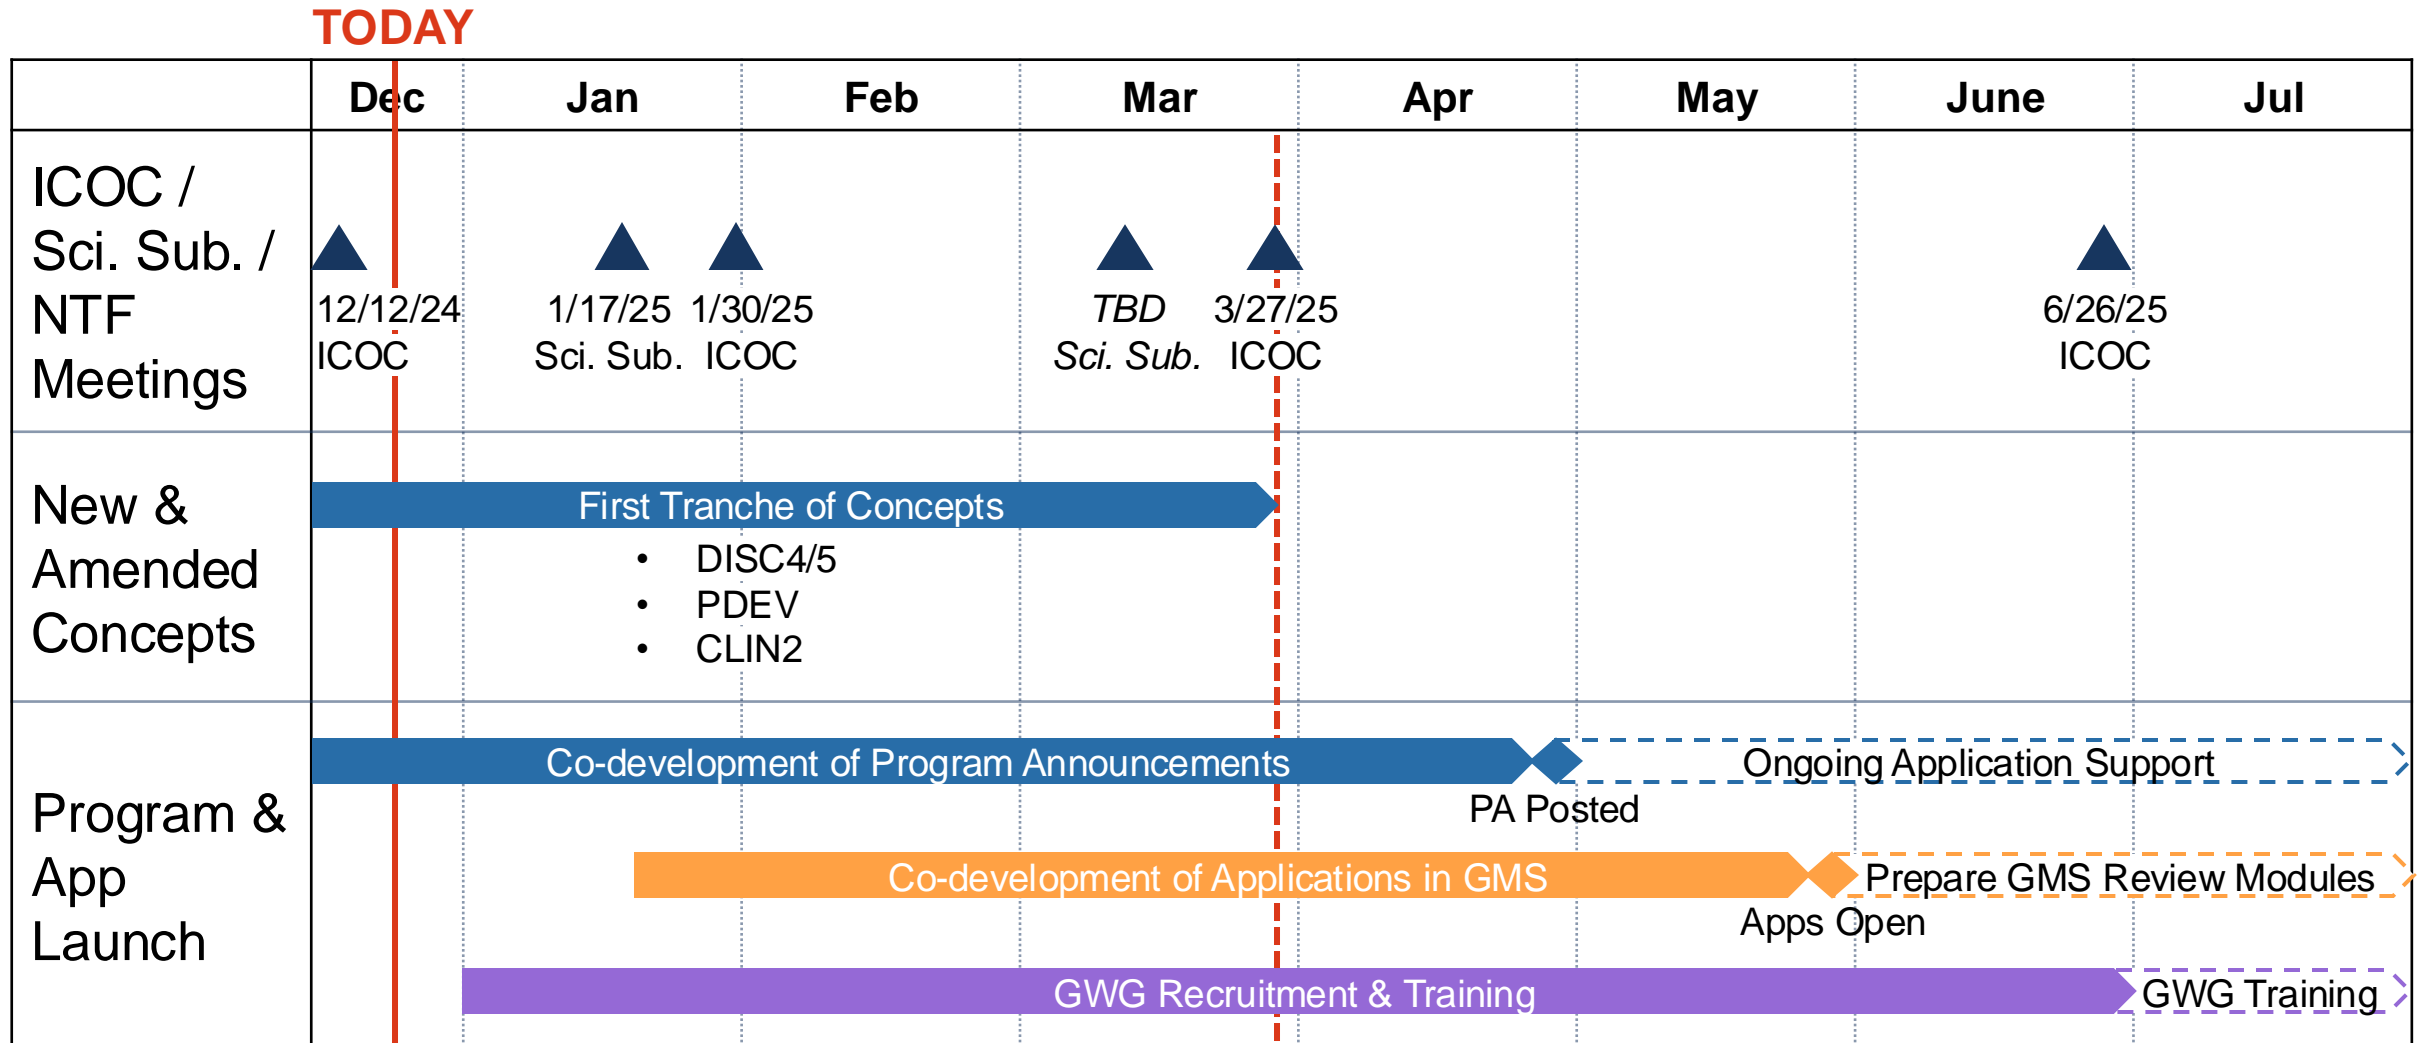 TODAY
Dec Jan Feb Mar Apr May June Jul
ICOC /
Sci. Sub. /
NTF
Meetings
12/12/24 1/17/25 1/30/25 TBD 3/27/25 6/26/25
ICOC Sci. Sub. ICOC Sci. Sub. ICOC ICOC
New &
Amended
Concepts
First Tranche of Concepts
• DISC4/5
• PDEV
• CLIN2
Program &
App
Launch
Co-development of Program Announcements Ongoing Application Support
PA Posted
Co-development of Applications in GMS Prepare GMS Review Modules
Apps Open
GWG Recruitment & Training GWG Training